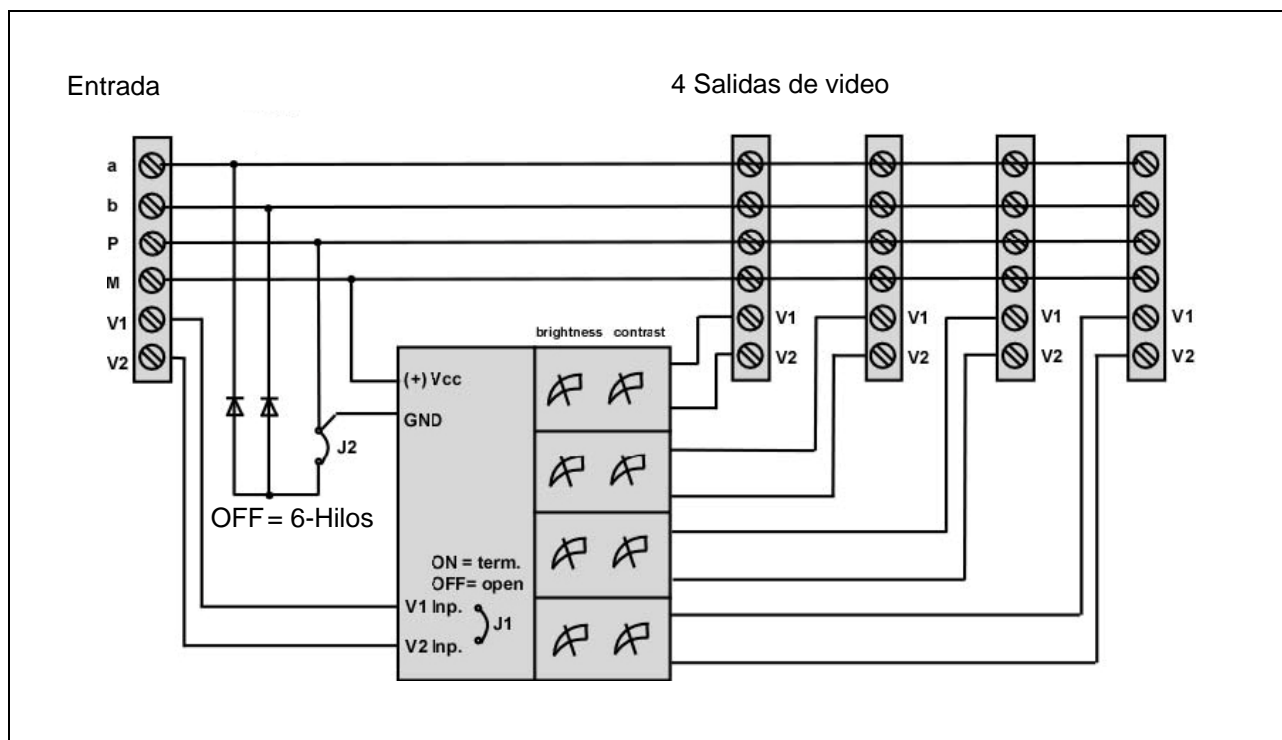 Entrada
4 Salidas de video
a
b
P
M
V1
V2
brightness contrast
V1
V2
V1
V2
V1
V2
V1
V2
(+) Vcc
GND
J2
OFF = 6-Hilos
ON = term.
OFF= open
V1 Inp.
J1
V2 Inp.